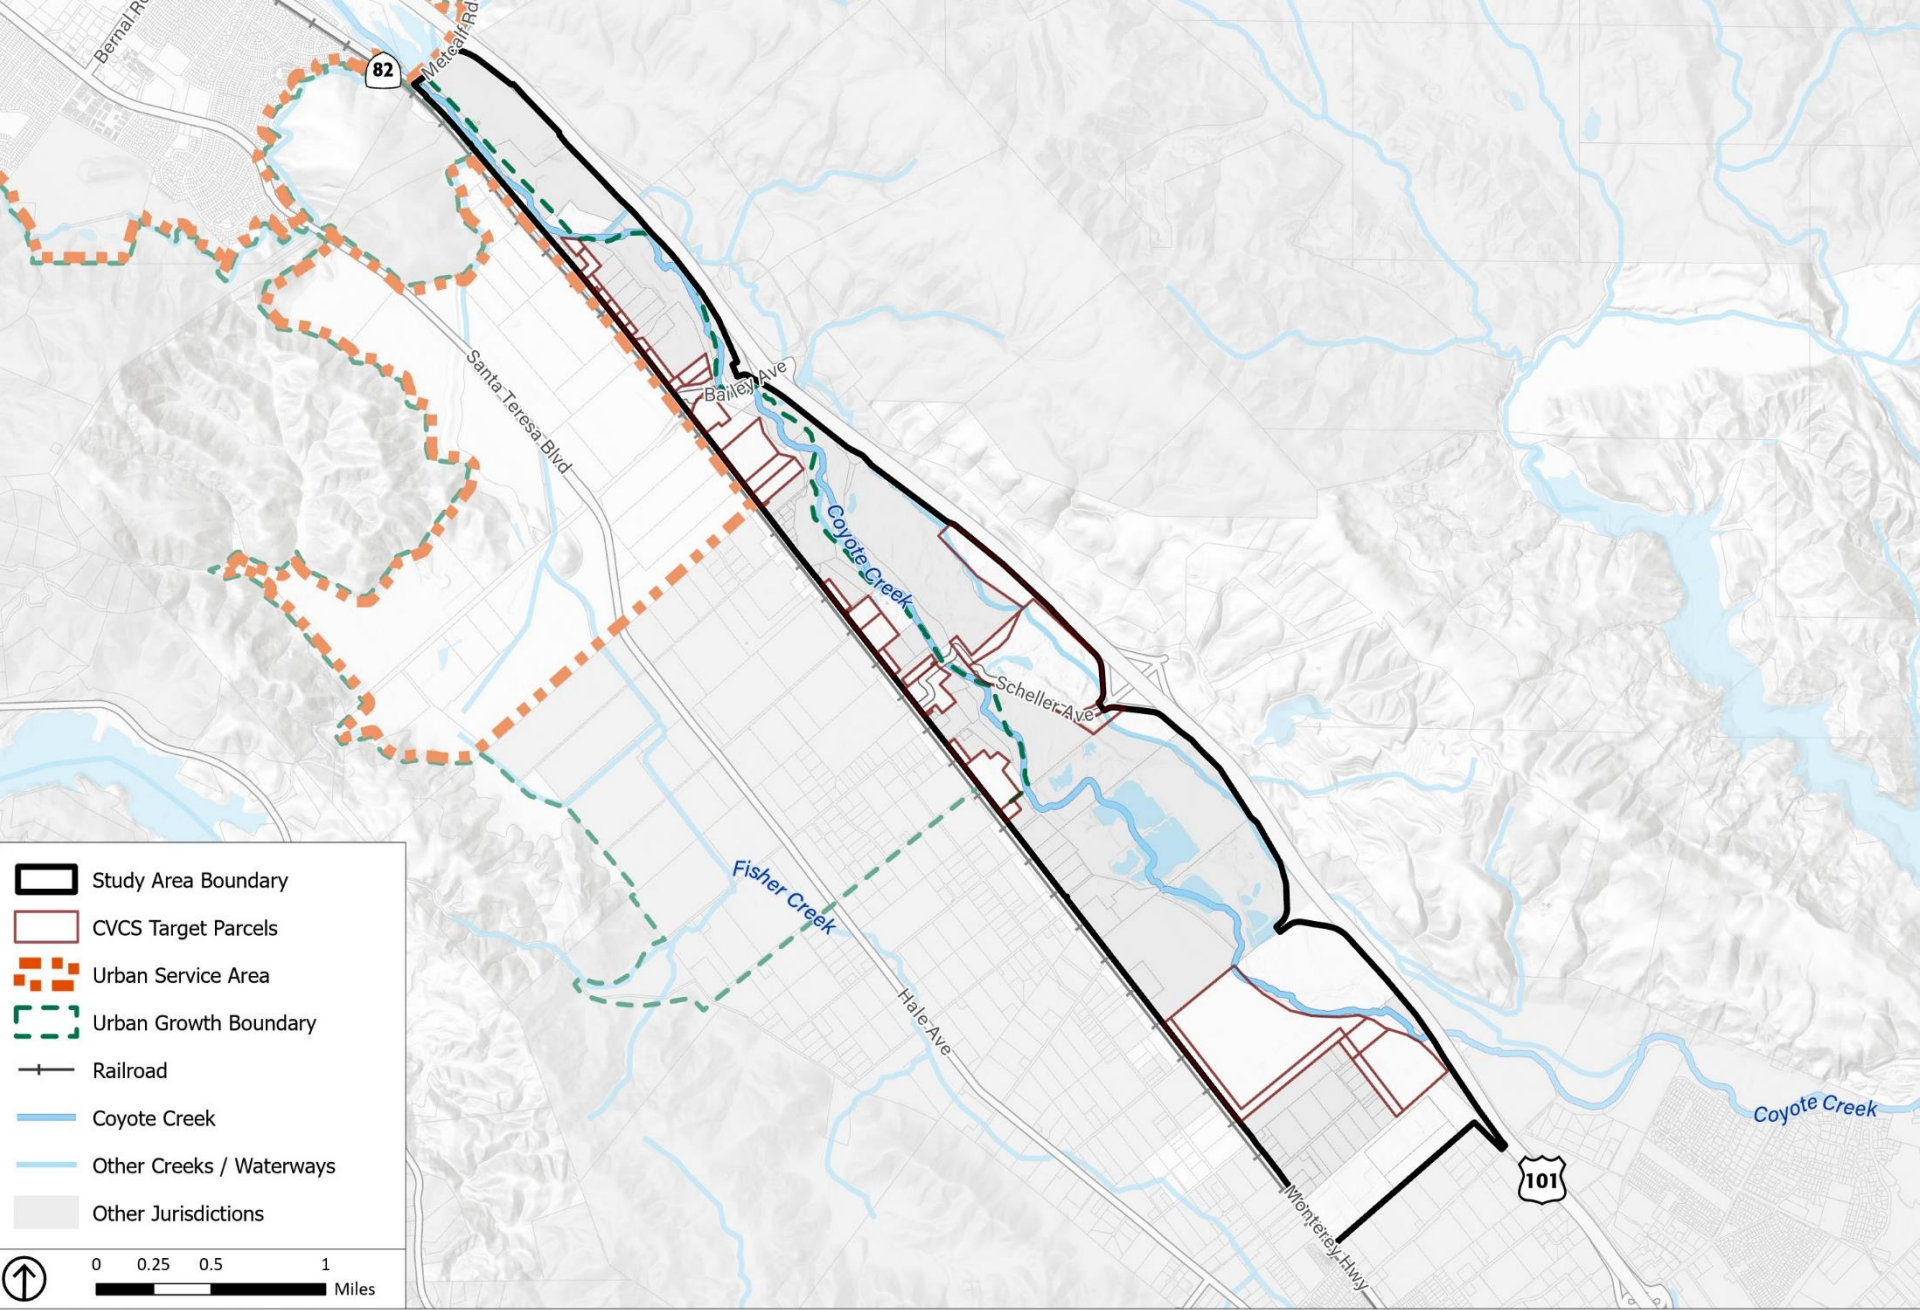 Bernal Rd
82
Metcalf Rd
Santa Teresa Blvd
Bailey Ave
Coyote Creek
Scheller Ave
Fisher Creek
Hale Ave
Coyote Creek
101
Monterey Hwy
Study Area Boundary
CVCS Target Parcels
Urban Service Area
Urban Growth Boundary
Railroad
Coyote Creek
Other Creeks / Waterways
Other Jurisdictions
0 0.25 0.5 1
Miles